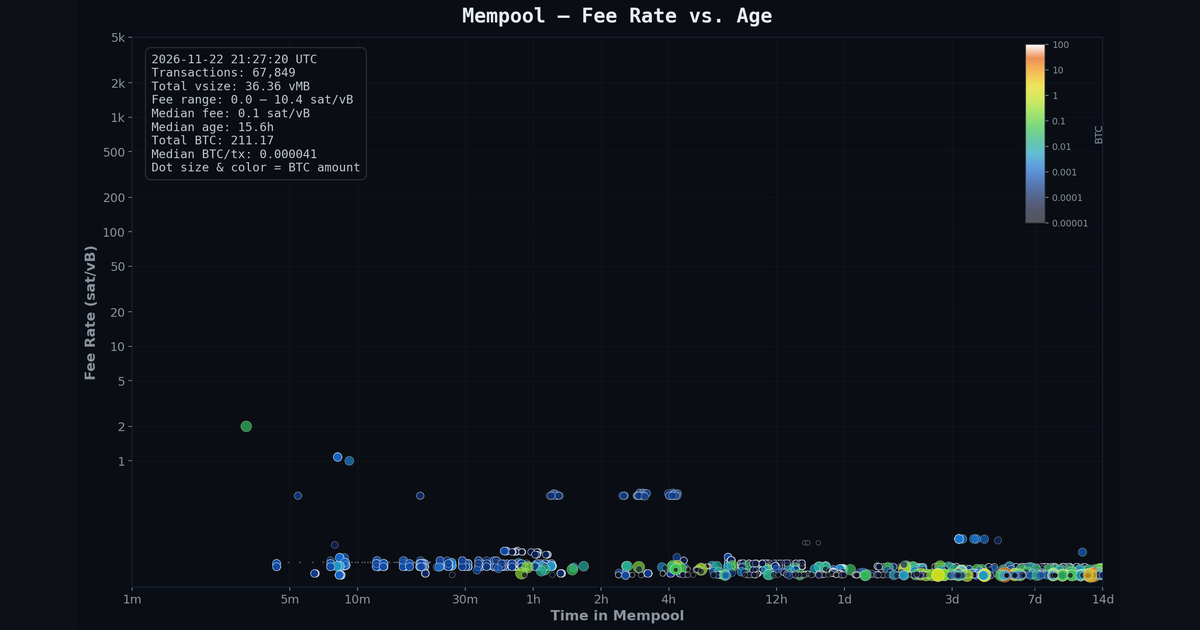 Mempool — Fee Rate vs. Age
2026-11-22 21:27:20 UTC
Transactions: 67,849
Total vsize: 36.36 vMB
Fee range: 0.0 — 10.4 sat/vB
Median fee: 0.1 sat/vB
Median age: 15.6h
Total BTC: 211.17
Median BTC/tx: 0.000041
Dot size & color = BTC amount
100
10
1
0.1
0.01
0.001
0.0001
0.00001
BTC
Fee Rate (sat/vB)
5k
2k
1k
500
200
100
50
20
10
5
2
1
1m
5m
10m
30m
1h
2h
4h
12h
1d
3d
7d
14d
Time in Mempool